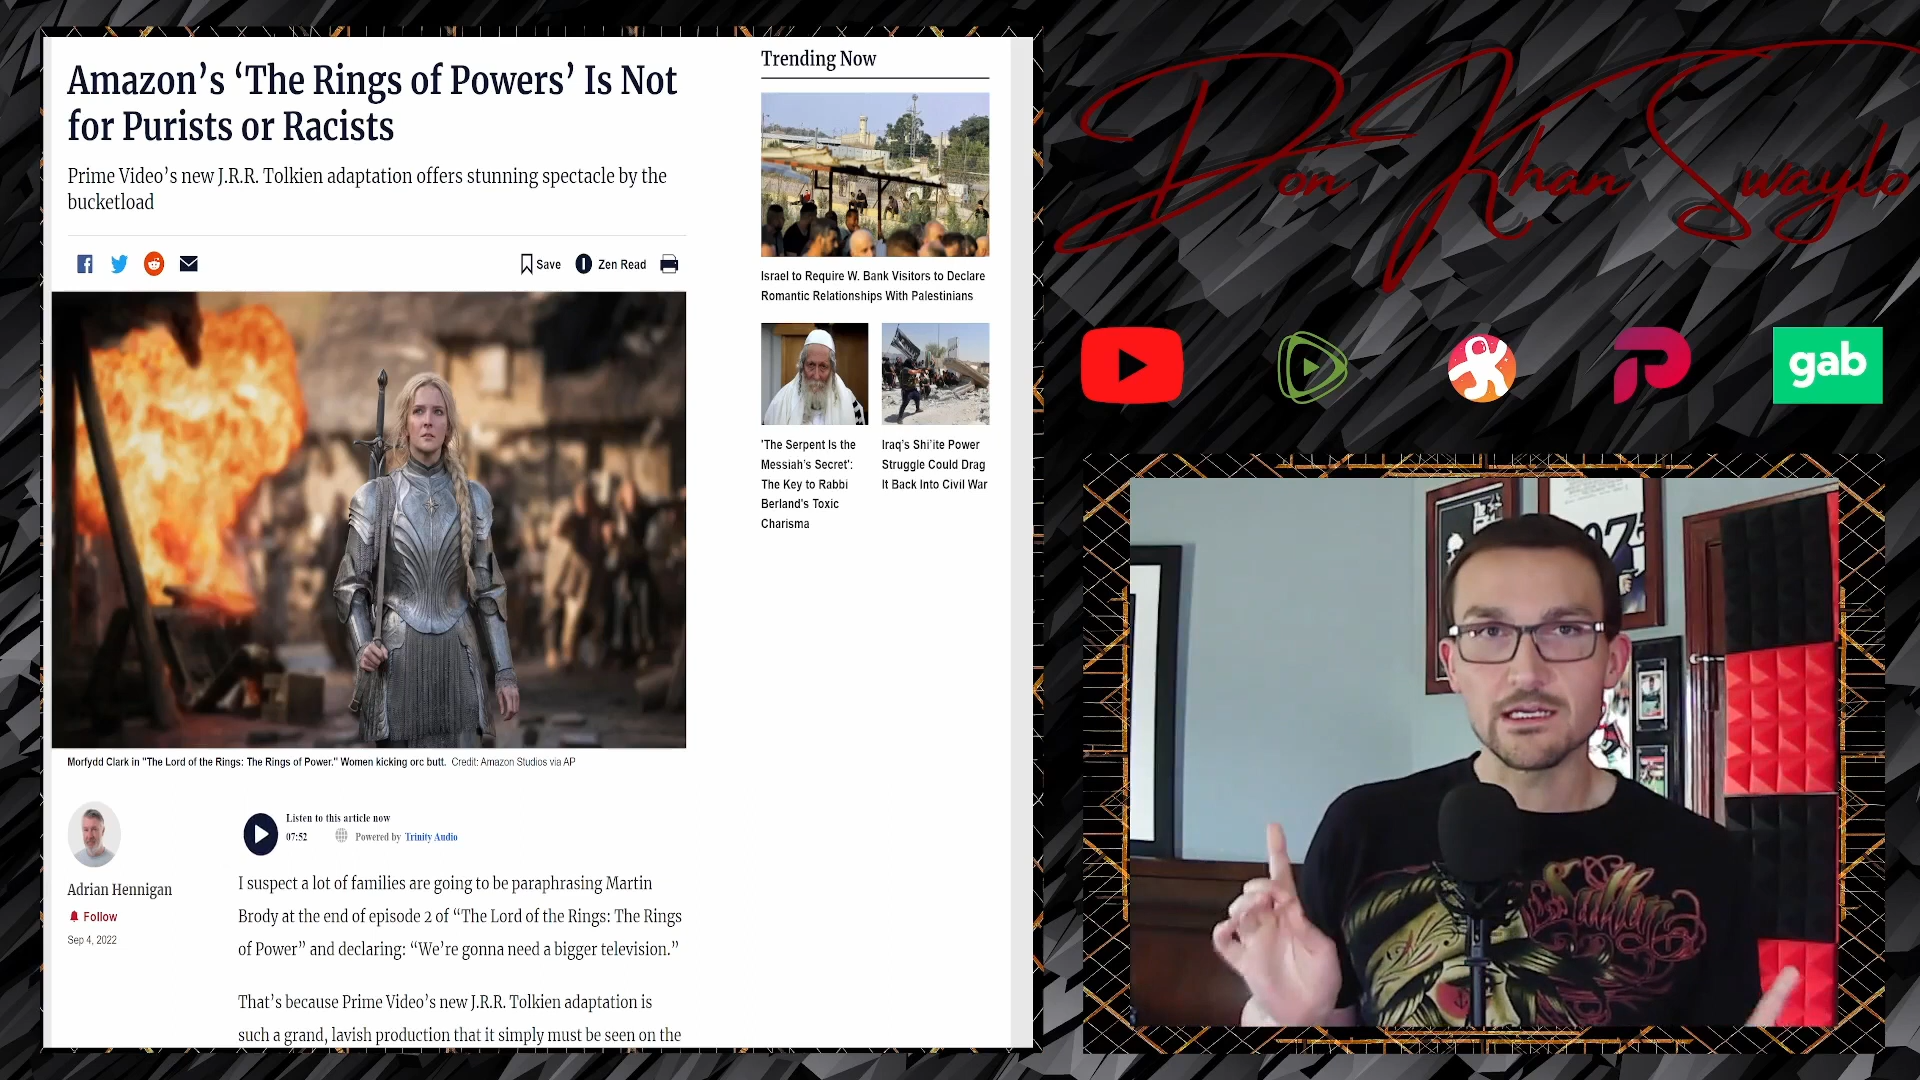 Amazon’s ‘The Rings of Powers’ Is Not
for Purists or Racists
Prime Video’s new J.R.R. Tolkien adaptation offers stunning spectacle by the
bucketload
Save
Zen Read
Morfydd Clark in "The Lord of the Rings: The Rings of Power." Women kicking orc butt. Credit: Amazon Studios via AP
Adrian Hennigan
Follow
Sep 4, 2022
Listen to this article now
07:52
Powered by Trinity Audio
I suspect a lot of families are going to be paraphrasing Martin
Brody at the end of episode 2 of “The Lord of the Rings: The Rings
of Power” and declaring: “We’re gonna need a bigger television.”
That’s because Prime Video’s new J.R.R. Tolkien adaptation is
such a grand, lavish production that it simply must be seen on the
Trending Now
Israel to Require W. Bank Visitors to Declare
Romantic Relationships With Palestinians
'The Serpent Is the
Messiah’s Secret':
The Key to Rabbi
Berland's Toxic
Charisma
Iraq’s Shi’ite Power
Struggle Could Drag
It Back Into Civil War
Don Khan Swaylo
gab